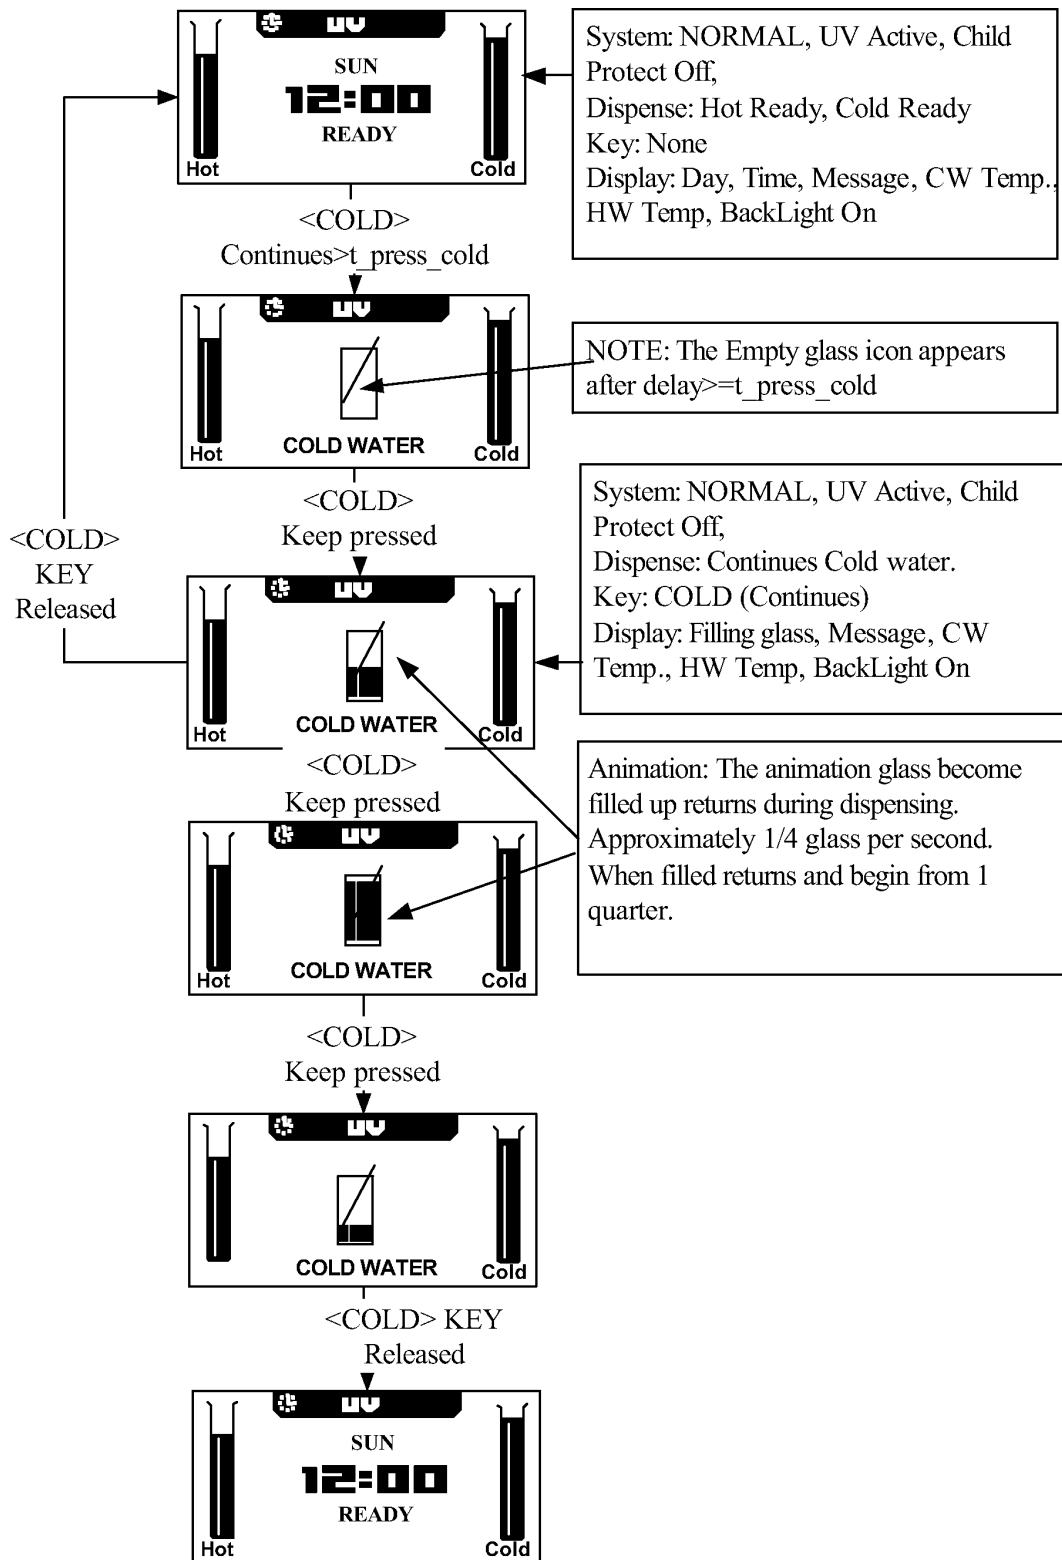 UV
SUN
12:00
READY
Hot
Cold
System: NORMAL, UV Active, Child
Protect Off,
Dispense: Hot Ready, Cold Ready
Key: None
Display: Day, Time, Message, CW Temp.,
HW Temp, BackLight On
<COLD>
Continues>t_press_cold
UV
COLD WATER
Hot
Cold
NOTE: The Empty glass icon appears
after delay>=t_press_cold
<COLD>
Keep pressed
<COLD>
KEY
Released
UV
COLD WATER
Hot
Cold
System: NORMAL, UV Active, Child
Protect Off,
Dispense: Continues Cold water.
Key: COLD (Continues)
Display: Filling glass, Message, CW
Temp., HW Temp, BackLight On
<COLD>
Keep pressed
Animation: The animation glass become
filled up returns during dispensing.
Approximately 1/4 glass per second.
When filled returns and begin from 1
quarter.
UV
COLD WATER
Hot
Cold
<COLD>
Keep pressed
UV
COLD WATER
Cold
<COLD> KEY
Released
UV
SUN
12:00
READY
Hot
Cold